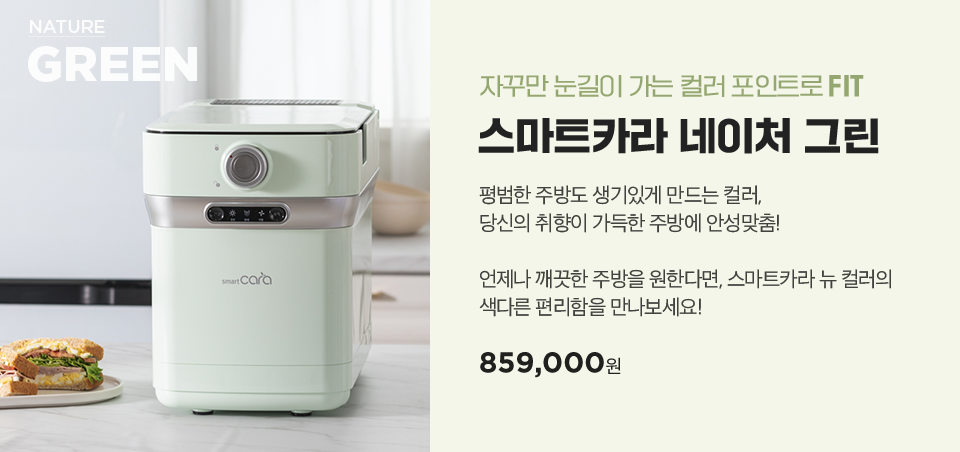 NATURE
GREEN
smart cara
자꾸만 눈길이 가는 컬러 포인트로 FIT
스마트카라 네이처 그린
평범한 주방도 생기있게 만드는 컬러,
당신의 취향이 가득한 주방에 안성맞춤!
언제나 깨끗한 주방을 원한다면, 스마트카라 뉴 컬러의
색다른 편리함을 만나보세요!
859,000원